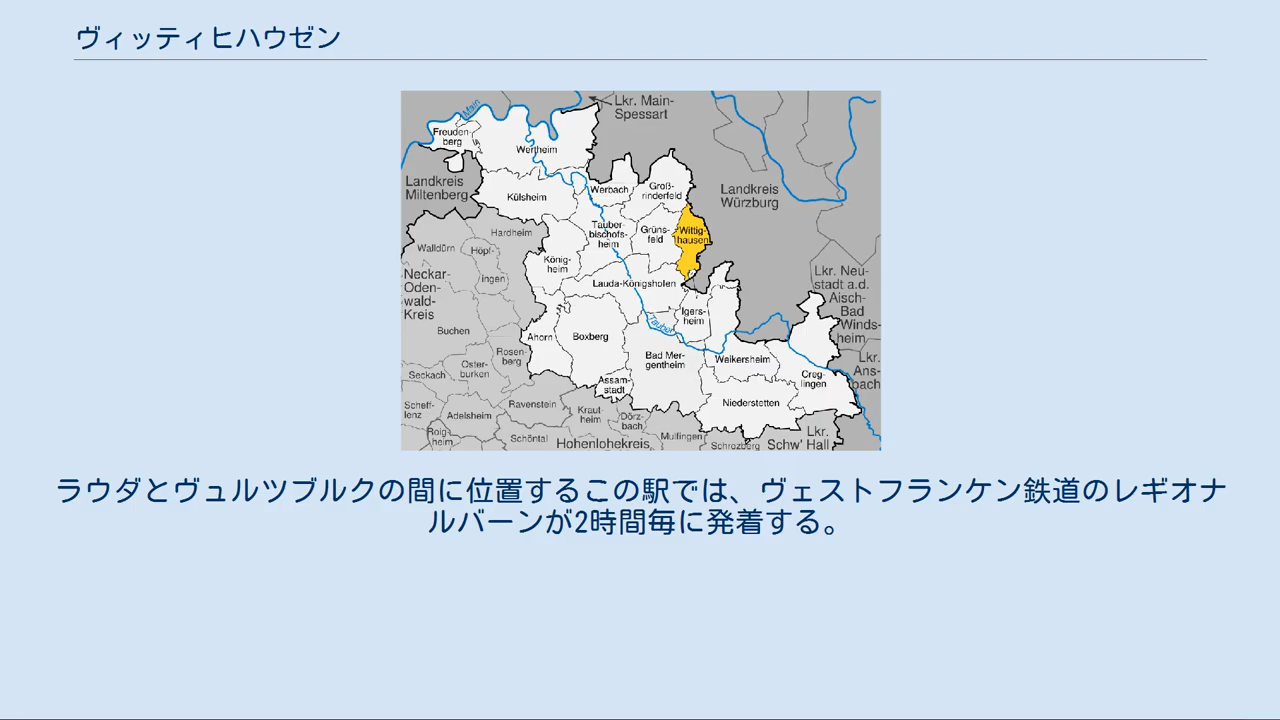 ヴィッティヒハウゼン
Lkr. Main-
Spessart
Main
Freuden-
berg
Wertheim
Landkreis
Miltenberg
Külsheim
Werbach
Groß-
rinderfeld
Landkreis
Würzburg
Hardheim
Tauber-
bischofs-
heim
Grüns-
feld
Wittig-
hausen
Walldürn
Höpf-
ingen
König-
heim
Neckar-
Oden-
wald-
Kreis
Lauda-Königshofen
Lkr. Neu-
stadt a.d.
Aisch-
Bad
Winds-
heim
Igers-
heim
Tauber
Buchen
Ahorn
Boxberg
Rosen-
berg
Bad Mer-
gentheim
Weikersheim
Lkr.
Ans-
bach
Oster-
burken
Seckach
Assam-
stadt
Creg-
lingen
Scheff-
lenz
Adelsheim
Ravenstein
Kraut-
heim
Dörz-
bach
Niederstetten
Roig-
heim
Schöntal
Hohenlohekreis
Mulfingen
Schrozberg
Lkr.
Schw' Hall
ラウダとヴュルツブルクの間に位置するこの駅では、ヴェストフランケン鉄道のレギオナ
ルバーンが2時間毎に発着する。